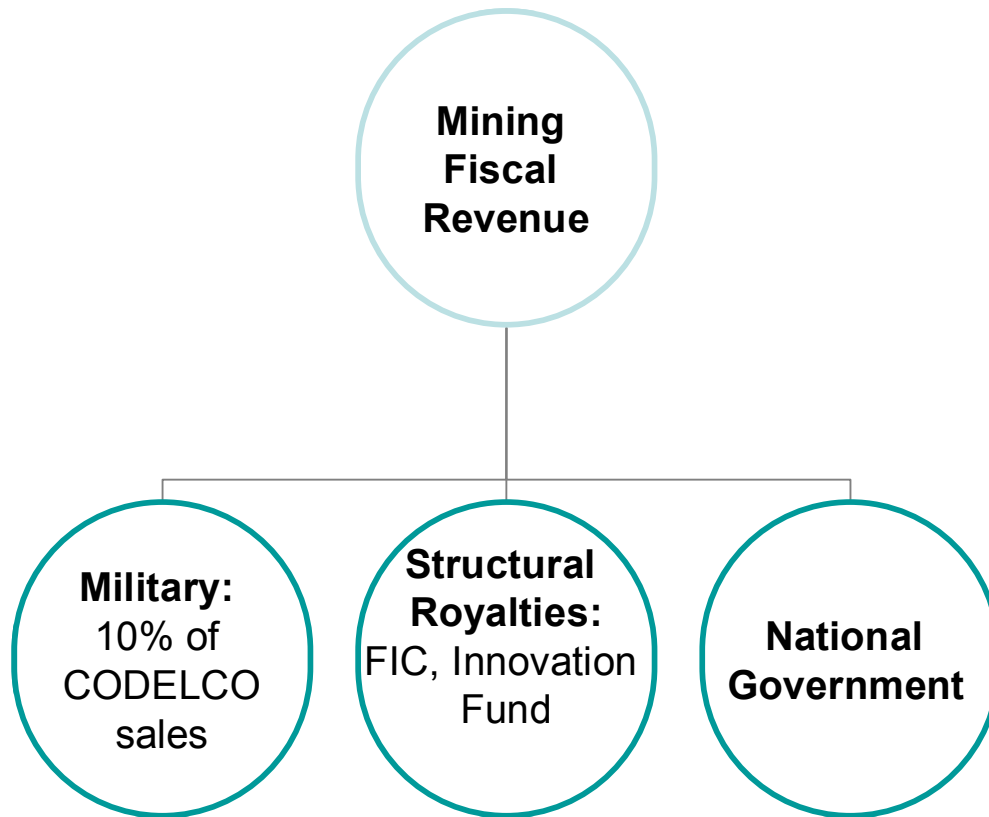 Mining
Fiscal
Revenue
Military:
10% of
CODELCO
sales
Structural
Royalties:
FIC, Innovation
Fund
National
Government